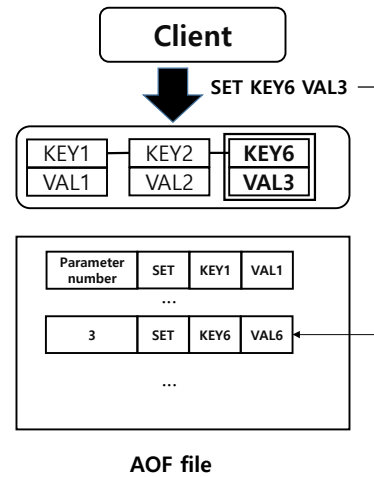 Client
SET KEY6 VAL3
KEY1 KEY2 KEY6
VAL1 VAL2 VAL3
Parameter
number SET KEY1 VAL1
...
3 SET KEY6 VAL6
...
AOF file